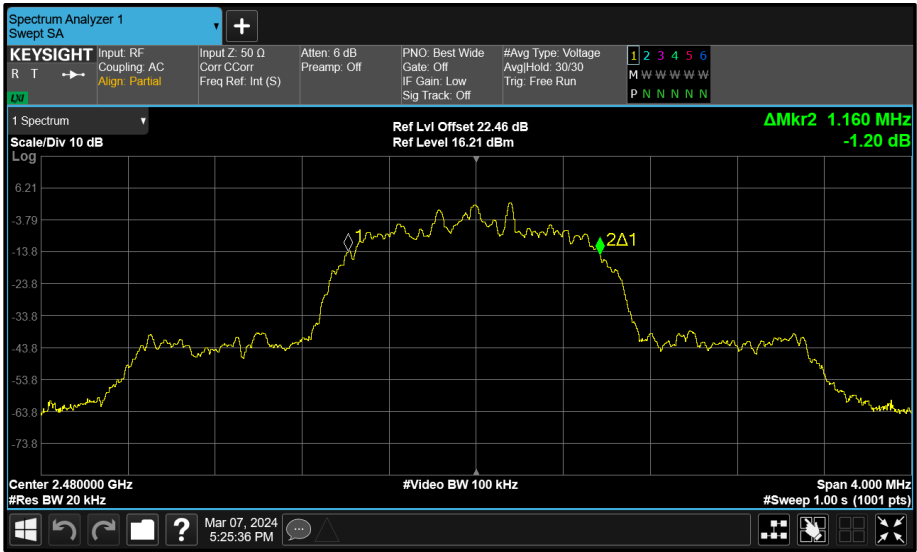 Spectrum Analyzer 1
Swept SA
+
KEYSIGHT
R T
LXI
Input: RF
Coupling: AC
Align: Partial
Input Z: 50 Ω
Corr CCorr
Freq Ref: Int (S)
Atten: 6 dB
Preamp: Off
PNO: Best Wide
Gate: Off
IF Gain: Low
Sig Track: Off
#Avg Type: Voltage
Avg|Hold: 30/30
Trig: Free Run
1 2 3 4 5 6
M W W W W W
P N N N N N
1 Spectrum
Scale/Div 10 dB
Ref Lvl Offset 22.46 dB
Ref Level 16.21 dBm
ΔMkr2 1.160 MHz
-1.20 dB
Log
6.21
-3.79
-13.8
-23.8
-33.8
-43.8
-53.8
-63.8
-73.8
1
2Δ1
Center 2.480000 GHz
#Res BW 20 kHz
#Video BW 100 kHz
Span 4.000 MHz
#Sweep 1.00 s (1001 pts)
?
Mar 07, 2024
5:25:36 PM